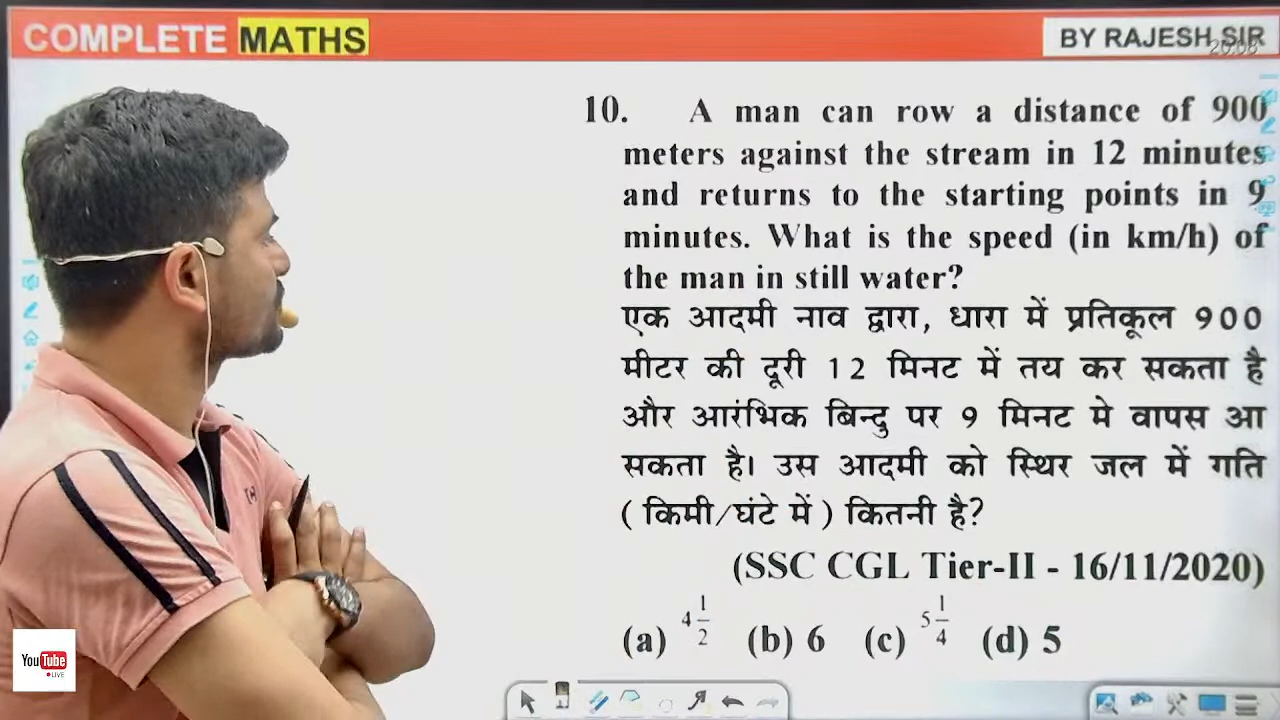 COMPLETE MATHS
BY RAJESH SIR
20:08
10. A man can row a distance of 900
meters against the stream in 12 minutes
and returns to the starting points in 9
minutes. What is the speed (in km/h) of
the man in still water?
एक आदमी नाव द्वारा, धारा में प्रतिकूल 900
मीटर की दूरी 12 मिनट में तय कर सकता है
और आरंभिक बिन्दु पर 9 मिनट मे वापस आ
सकता है। उस आदमी को स्थिर जल में गति
( किमी/घंटे में ) कितनी है?
(SSC CGL Tier-II - 16/11/2020)
(a) 4 1/2 (b) 6 (c) 5 1/4 (d) 5
YouTube
LIVE